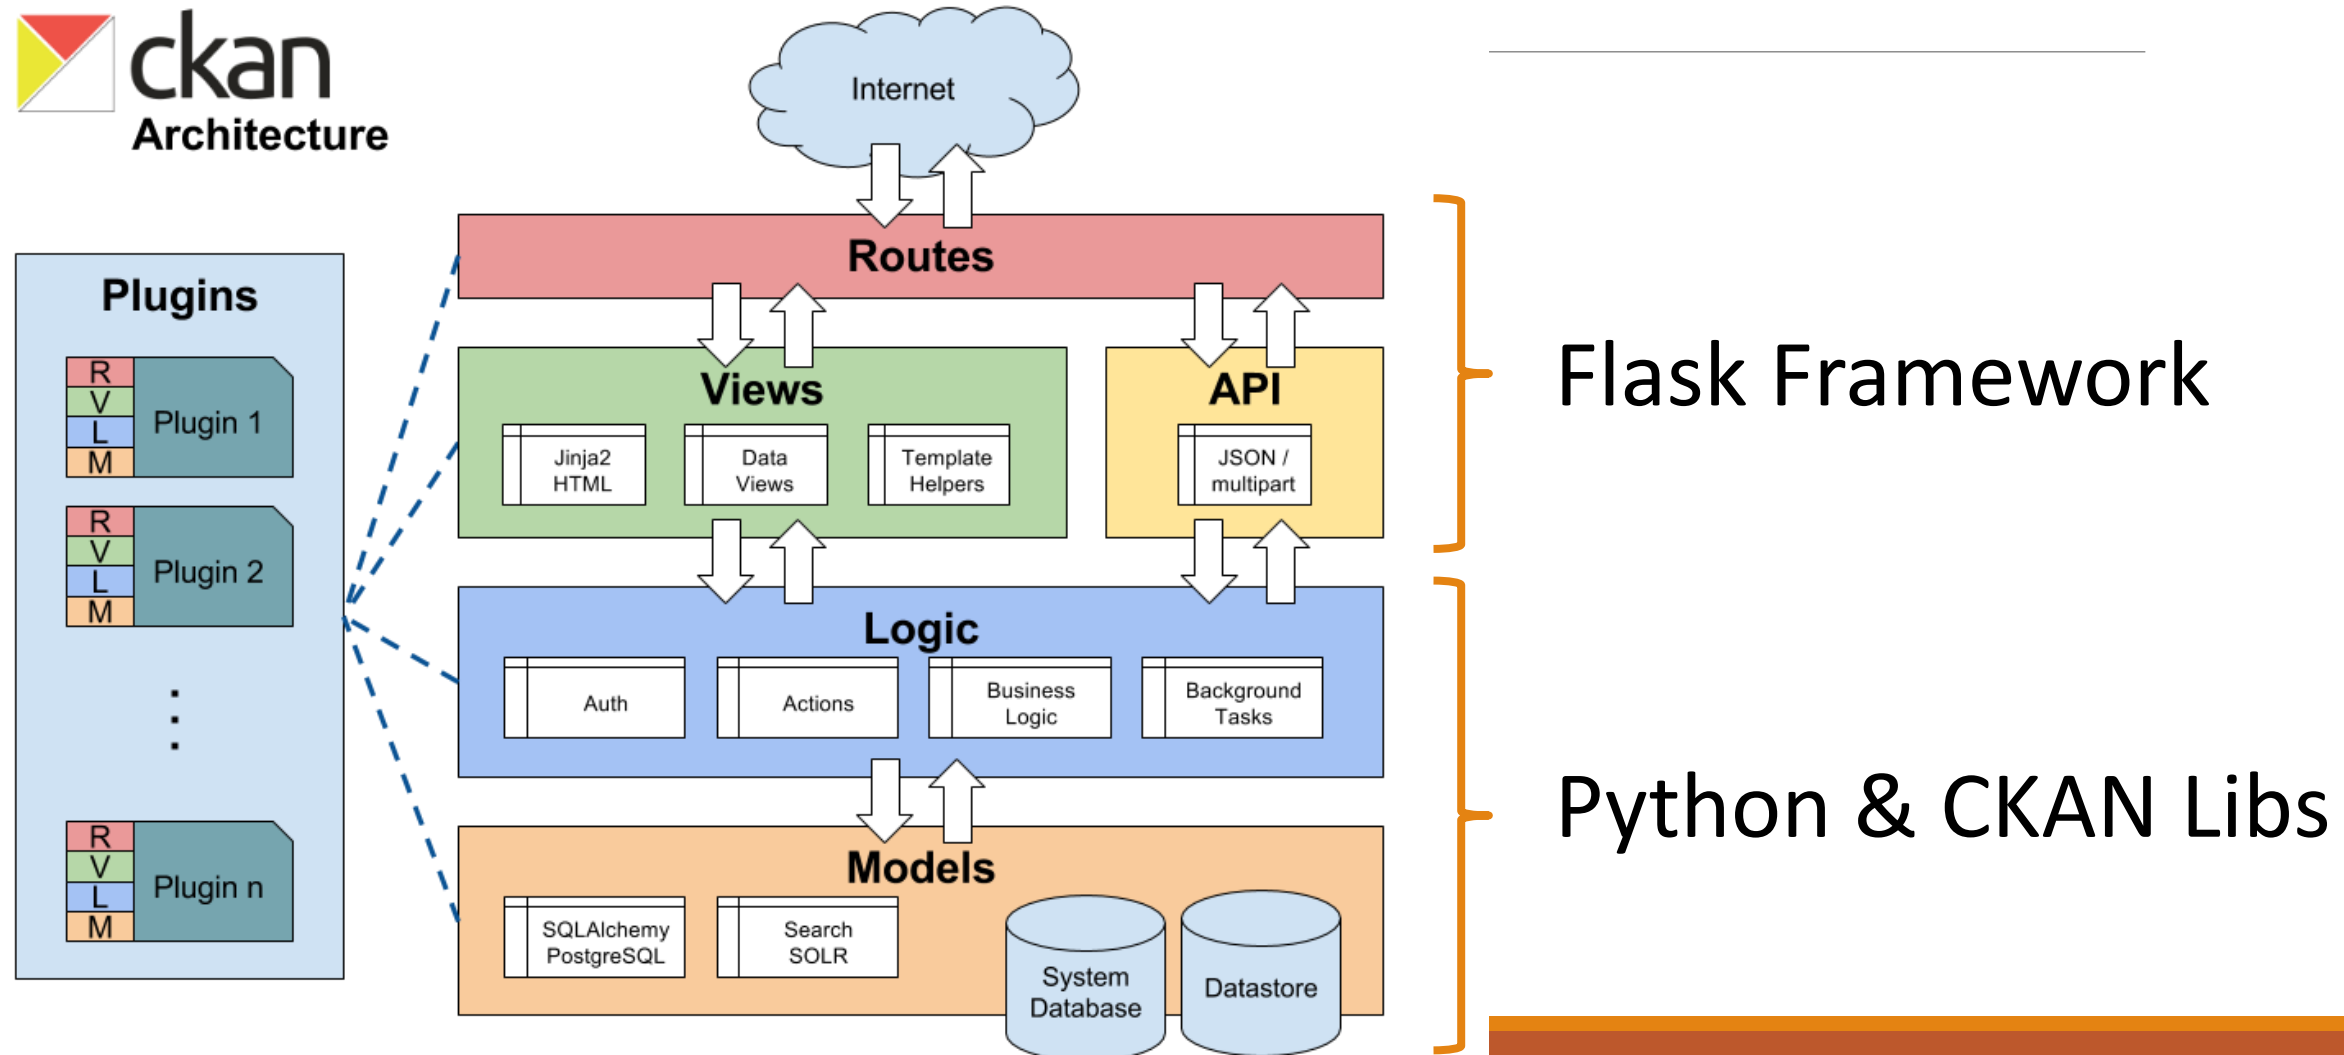 ckan
Architecture
Internet
Plugins
R
V
L
M
Plugin 1
R
V
L
M
Plugin 2
R
V
L
M
Plugin n
Routes
Views
Jinja2
HTML
Data
Views
Template
Helpers
API
JSON /
multipart
Logic
Auth
Actions
Business
Logic
Background
Tasks
Models
SQLAlchemy
PostgreSQL
Search
SOLR
System
Database
Datastore
Flask Framework
Python & CKAN Libs